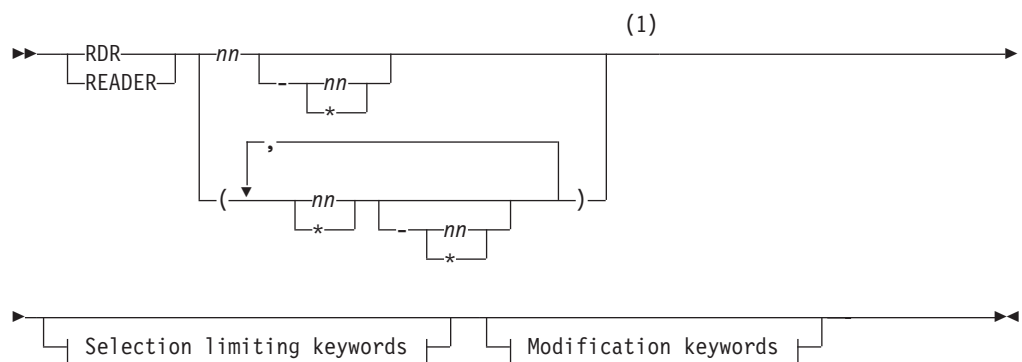 (1)
RDR nn
READER - nn
*
,
( nn )
* - nn
*
Selection limiting keywords Modification keywords